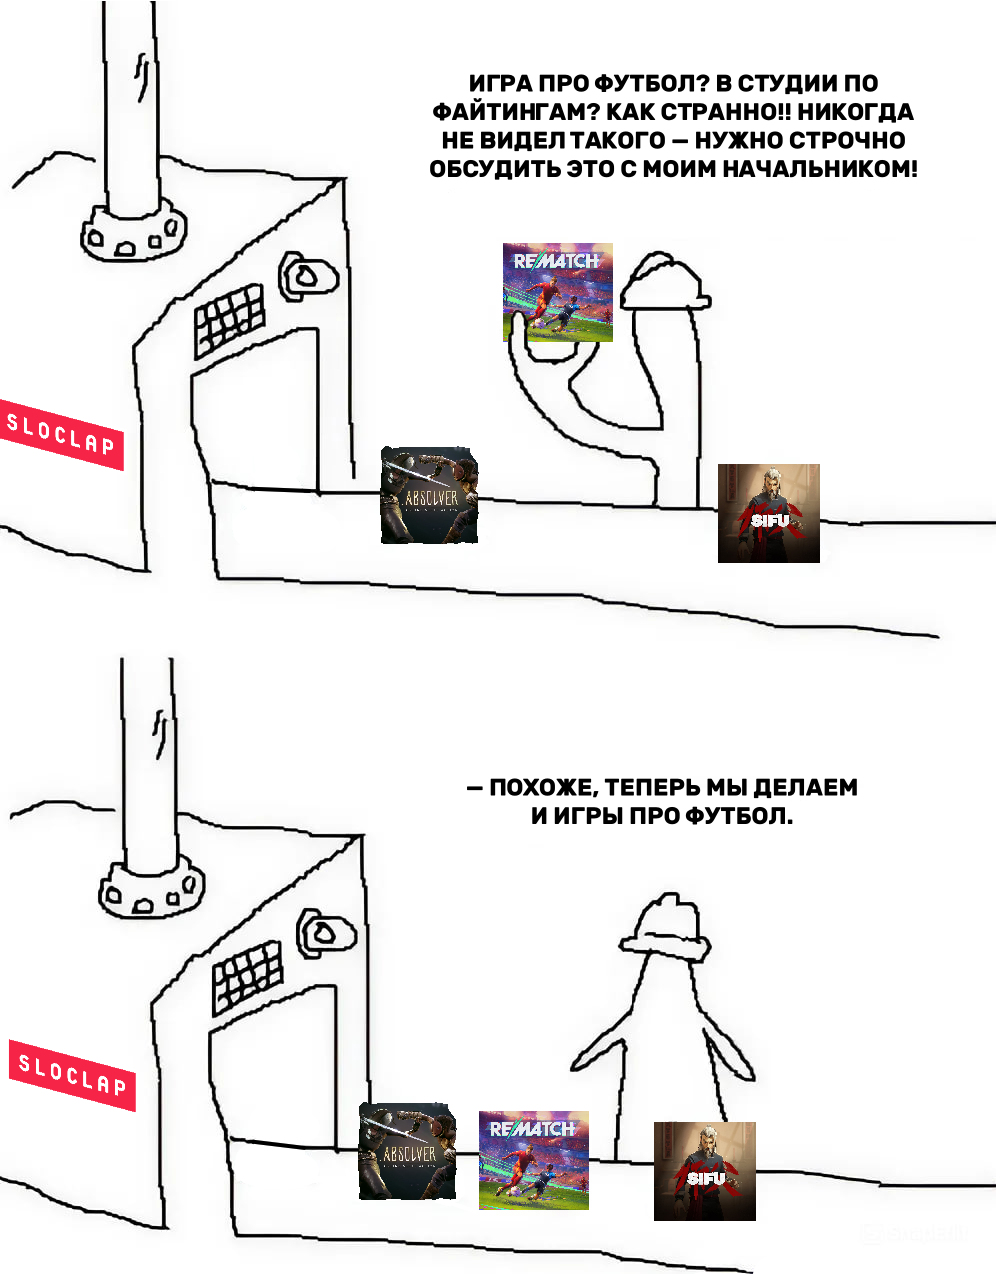 ИГРА ПРО ФУТБОЛ? В СТУДИИ ПО
ФАЙТИНГАМ? КАК СТРАННО!! НИКОГДА
НЕ ВИДЕЛ ТАКОГО — НУЖНО СТРОЧНО
ОБСУДИТЬ ЭТО С МОИМ НАЧАЛЬНИКОМ!
REMATCH
SLOCLAP
ABSOLVER
SIFU
— ПОХОЖЕ, ТЕПЕРЬ МЫ ДЕЛАЕМ
И ИГРЫ ПРО ФУТБОЛ.
SLOCLAP
ABSOLVER
REMATCH
SIFU